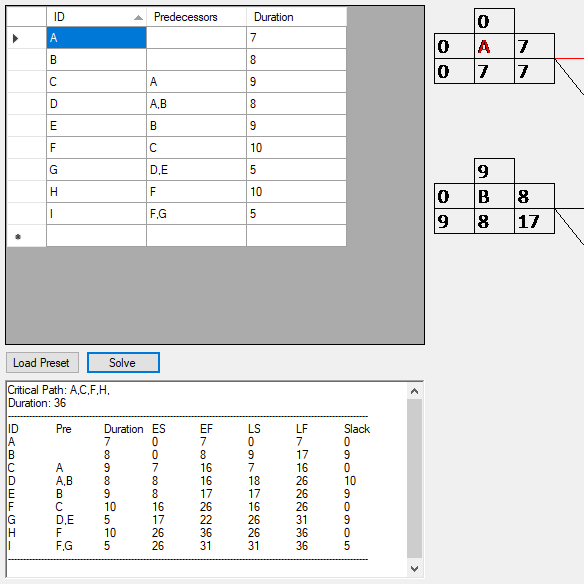 ID Predecessors Duration
A 7
B 8
C A 9
D A,B 8
E B 9
F C 10
G D,E 5
H F 10
I F,G 5
*
0
0 A 7
0 7 7
9
0 B 8
9 8 17
Load Preset Solve
Critical Path: A,C,F,H,
Duration: 36
ID Pre Duration ES EF LS LF Slack
A 7 0 7 0 7 0
B 8 0 8 9 17 9
C A 9 7 16 7 16 0
D A,B 8 8 16 18 26 10
E B 9 8 17 17 26 9
F C 10 16 26 16 26 0
G D,E 5 17 22 26 31 9
H F 10 26 36 26 36 0
I F,G 5 26 31 31 36 5